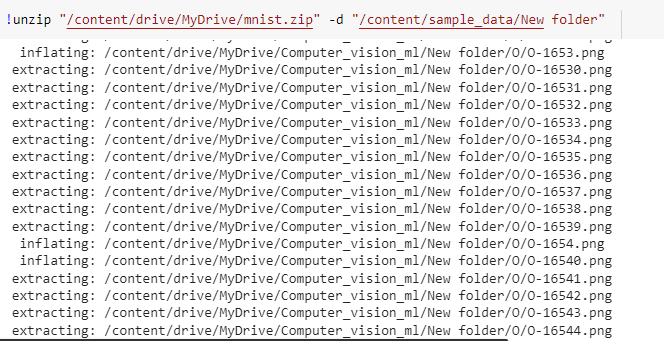 !unzip "/content/drive/MyDrive/mnist.zip" -d "/content/sample_data/New folder"
inflating: /content/drive/MyDrive/Computer_vision_ml/New folder/O/O-1653.png
extracting: /content/drive/MyDrive/Computer_vision_ml/New folder/O/O-16530.png
extracting: /content/drive/MyDrive/Computer_vision_ml/New folder/O/O-16531.png
extracting: /content/drive/MyDrive/Computer_vision_ml/New folder/O/O-16532.png
extracting: /content/drive/MyDrive/Computer_vision_ml/New folder/O/O-16533.png
extracting: /content/drive/MyDrive/Computer_vision_ml/New folder/O/O-16534.png
extracting: /content/drive/MyDrive/Computer_vision_ml/New folder/O/O-16535.png
extracting: /content/drive/MyDrive/Computer_vision_ml/New folder/O/O-16536.png
extracting: /content/drive/MyDrive/Computer_vision_ml/New folder/O/O-16537.png
extracting: /content/drive/MyDrive/Computer_vision_ml/New folder/O/O-16538.png
extracting: /content/drive/MyDrive/Computer_vision_ml/New folder/O/O-16539.png
inflating: /content/drive/MyDrive/Computer_vision_ml/New folder/O/O-1654.png
inflating: /content/drive/MyDrive/Computer_vision_ml/New folder/O/O-16540.png
extracting: /content/drive/MyDrive/Computer_vision_ml/New folder/O/O-16541.png
extracting: /content/drive/MyDrive/Computer_vision_ml/New folder/O/O-16542.png
extracting: /content/drive/MyDrive/Computer_vision_ml/New folder/O/O-16543.png
extracting: /content/drive/MyDrive/Computer_vision_ml/New folder/O/O-16544.png